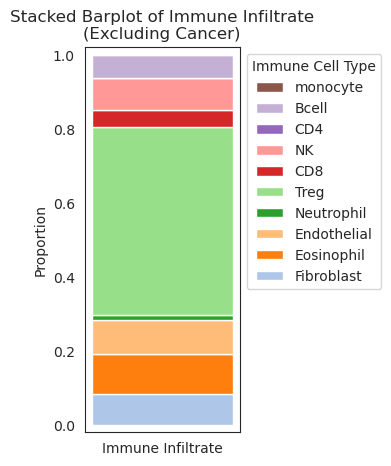 Stacked Barplot of Immune Infiltrate
(Excluding Cancer)
Proportion
1.0
0.8
0.6
0.4
0.2
0.0
Immune Infiltrate
Immune Cell Type
monocyte
Bcell
CD4
NK
CD8
Treg
Neutrophil
Endothelial
Eosinophil
Fibroblast